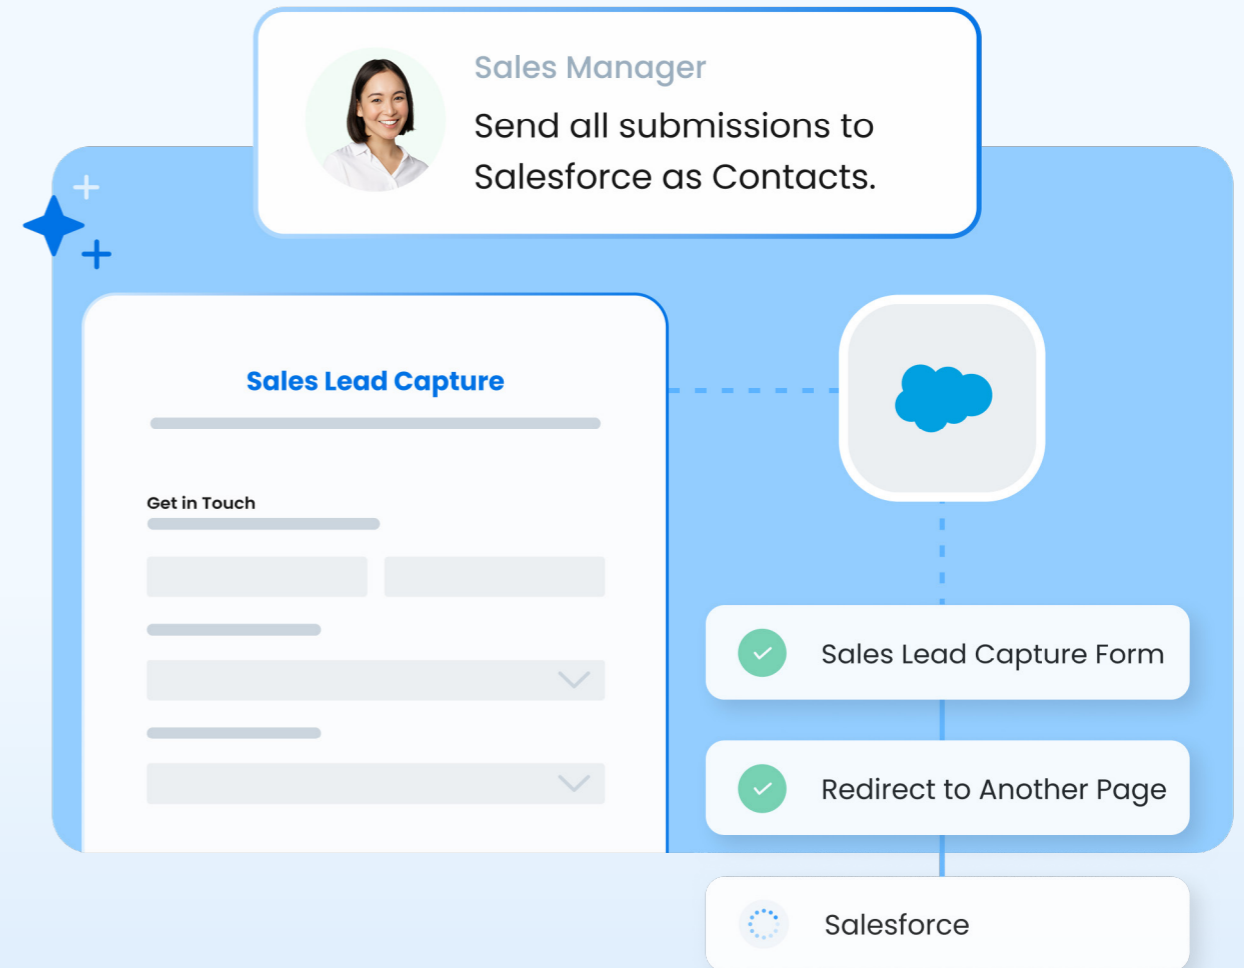 Sales Manager
Send all submissions to
Salesforce as Contacts.
Sales Lead Capture
Get in Touch
Sales Lead Capture Form
Redirect to Another Page
Salesforce